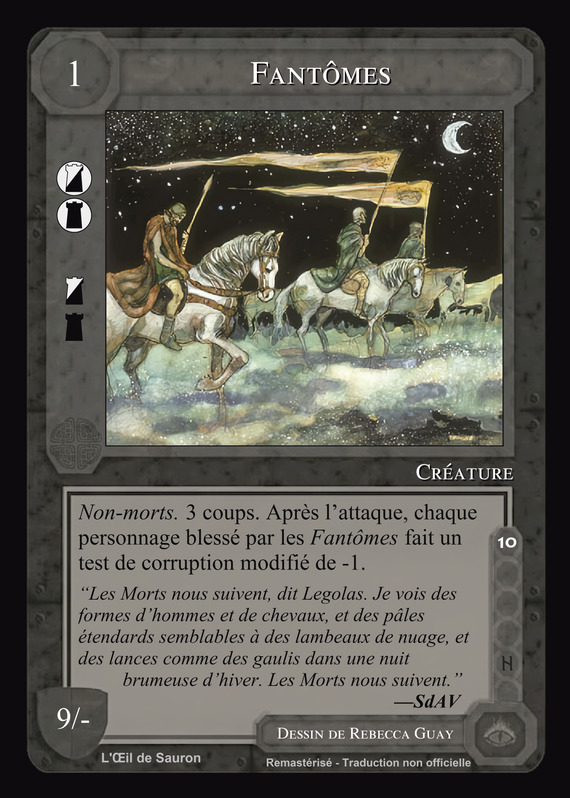 1
FANTÔMES
CRÉATURE
Non-morts. 3 coups. Après l’attaque, chaque
personnage blessé par les Fantômes fait un
test de corruption modifié de -1.
10
“Les Morts nous suivent, dit Legolas. Je vois des
formes d’hommes et de chevaux, et des pâles
étendards semblables à des lambeaux de nuage, et
des lances comme des gaulis dans une nuit
brumeuse d’hiver. Les Morts nous suivent.”
—SdAV
9/-
DESSIN DE REBECCA GUAY
L'Œil de Sauron
Remastérisé - Traduction non officielle